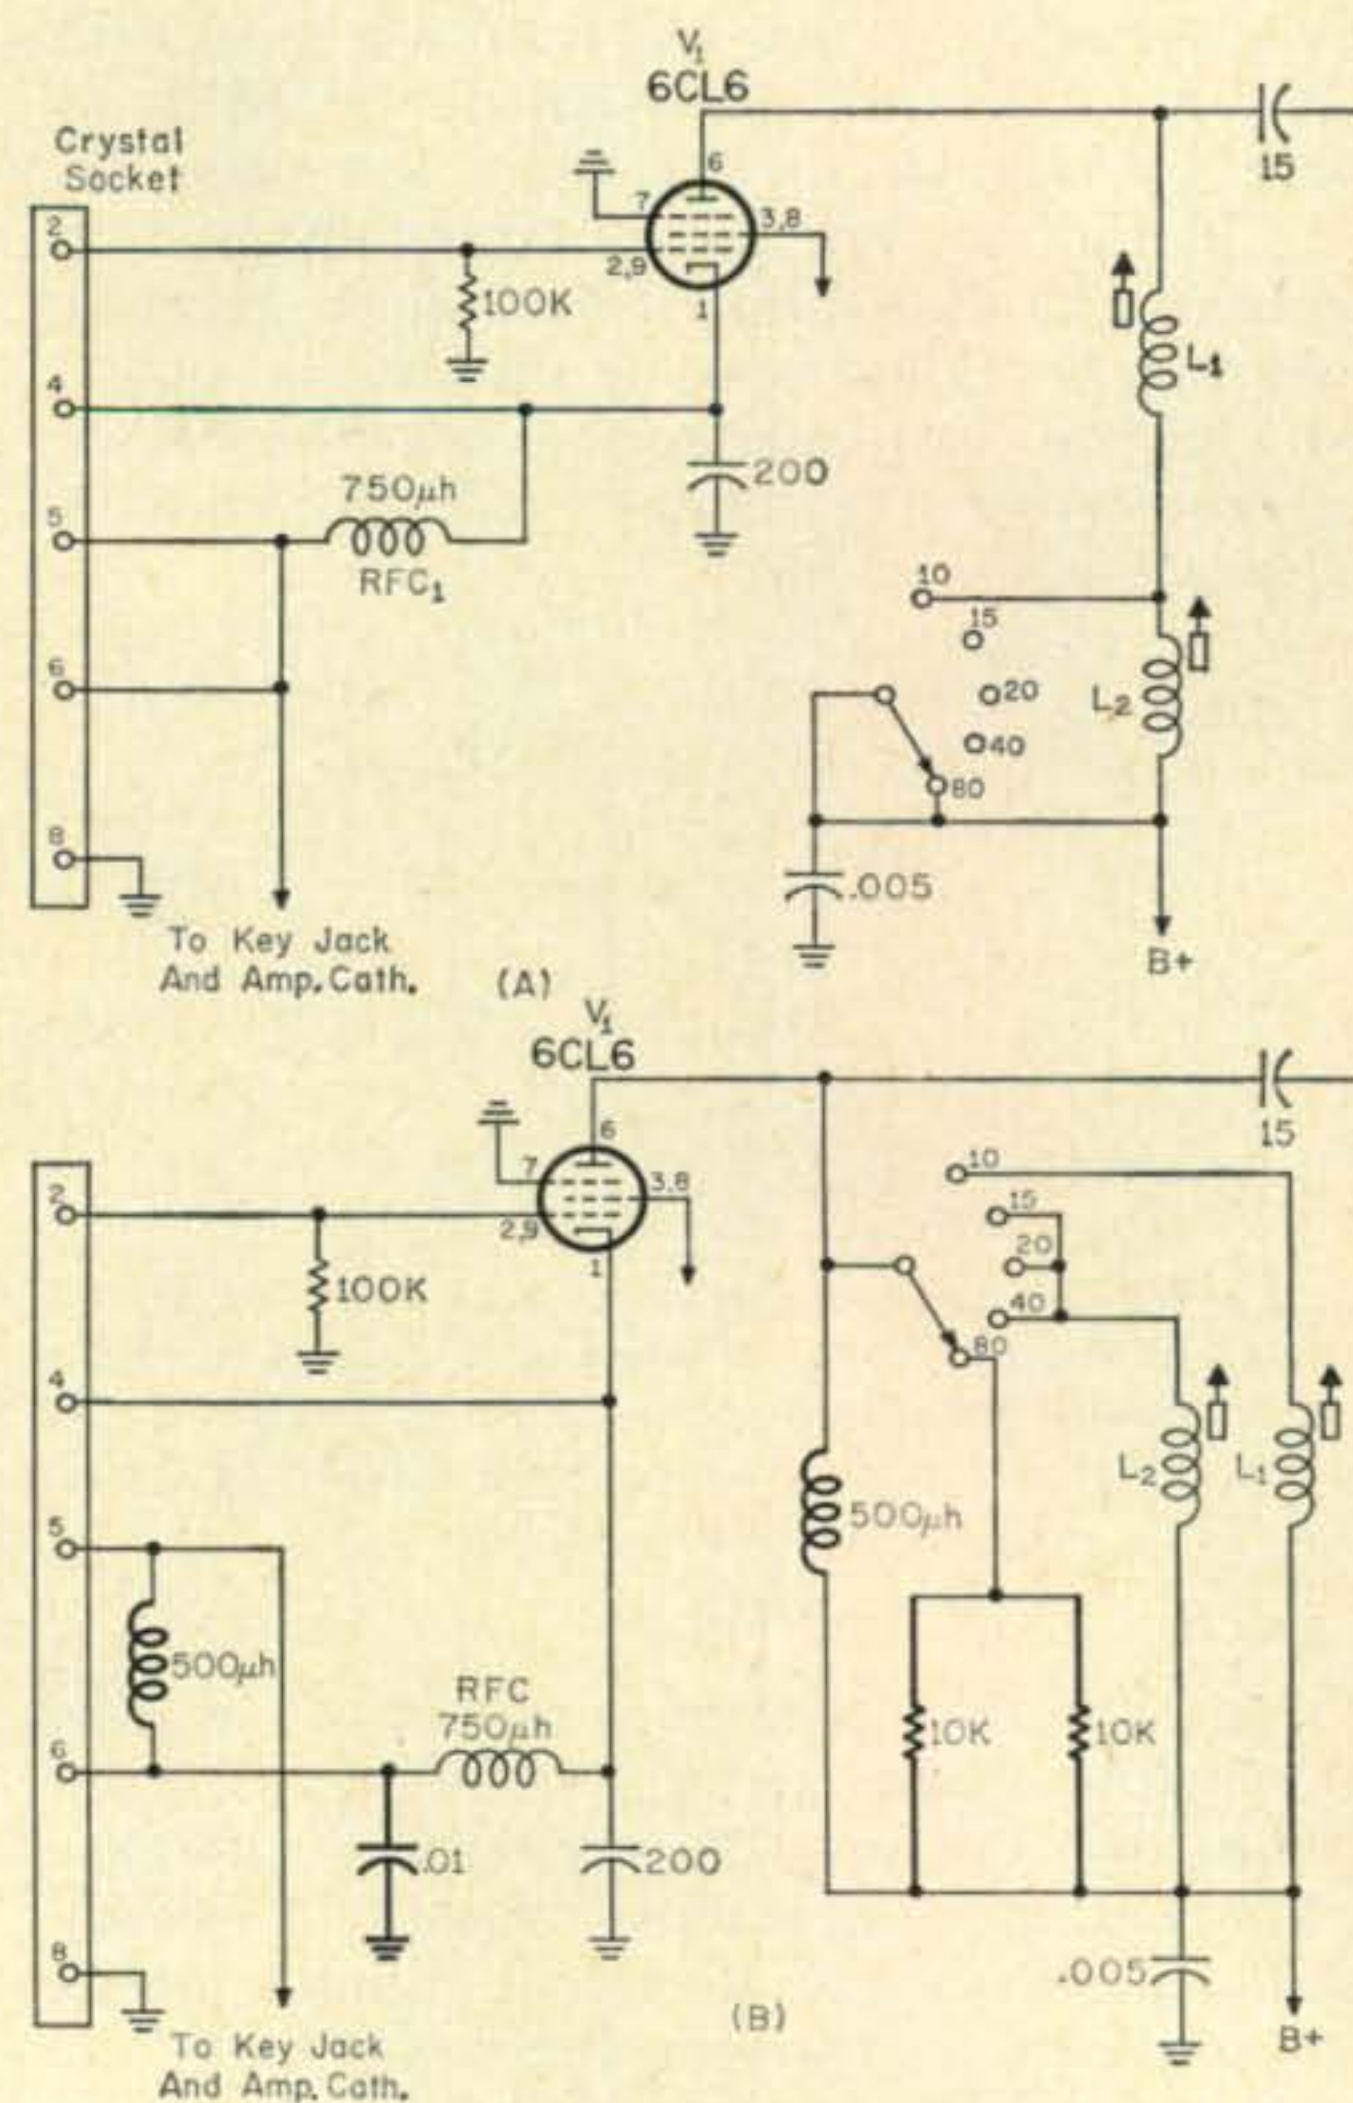 V1
6CL6
Crystal
Socket
6
15
7
3,8
2
2,9
100K
1
L1
4
200
750μh
5
RFC1
10
15
6
L2
20
40
80
8
.005
To Key Jack
And Amp. Cath.
(A)
B+
V1
6CL6
6
15
7
10
3,8
2
15
2,9
20
1
100K
40
80
4
L2
L1
500μh
5
500μh
RFC
750μh
10K
10K
6
.01
200
8
.005
(B)
To Key Jack
And Amp. Cath.
B+